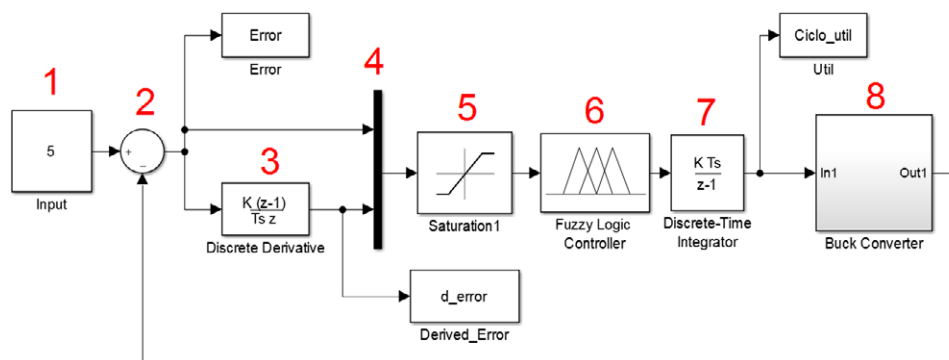 1
5
Input
2
+
−
Error
Error
3
K (z-1)
Ts z
Discrete Derivative
4
d_error
Derived_Error
5
Saturation1
6
Fuzzy Logic
Controller
7
K Ts
z-1
Discrete-Time
Integrator
Ciclo_util
Util
8
In1
Out1
Buck Converter